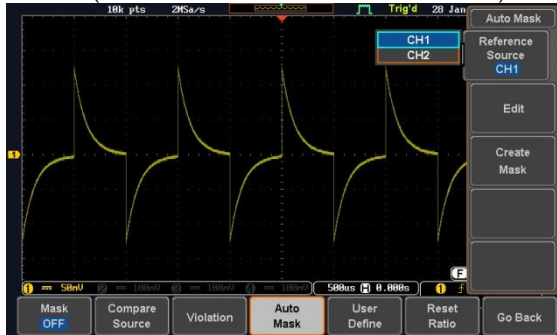 10k pts 2MSa/s Trig'd 28 Jan
Auto Mask
CH1
CH2
Reference
Source
CH1
Edit
Create
Mask
F
1
1 50mV 2 100mV 3 100mV 4 100mV 500us H 0.000s 1
Mask
OFF
Compare
Source
Violation
Auto
Mask
User
Define
Reset
Ratio
Go Back